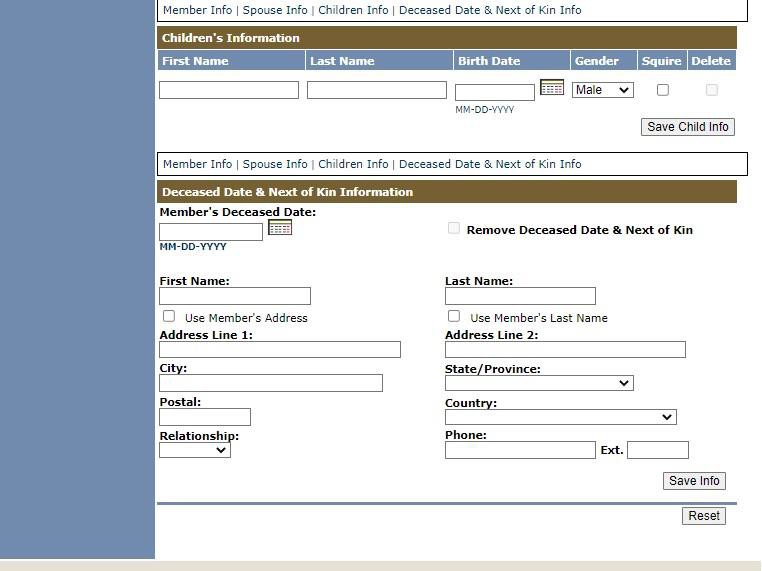 Member Info | Spouse Info | Children Info | Deceased Date & Next of Kin Info
Children's Information
First Name Last Name Birth Date Gender Squire Delete
Male
MM-DD-YYYY
Save Child Info
Member Info | Spouse Info | Children Info | Deceased Date & Next of Kin Info
Deceased Date & Next of Kin Information
Member's Deceased Date:
Remove Deceased Date & Next of Kin
MM-DD-YYYY
First Name: Last Name:
Use Member's Address Use Member's Last Name
Address Line 1: Address Line 2:
City: State/Province:
Postal: Country:
Relationship: Phone:
Ext.
Save Info
Reset